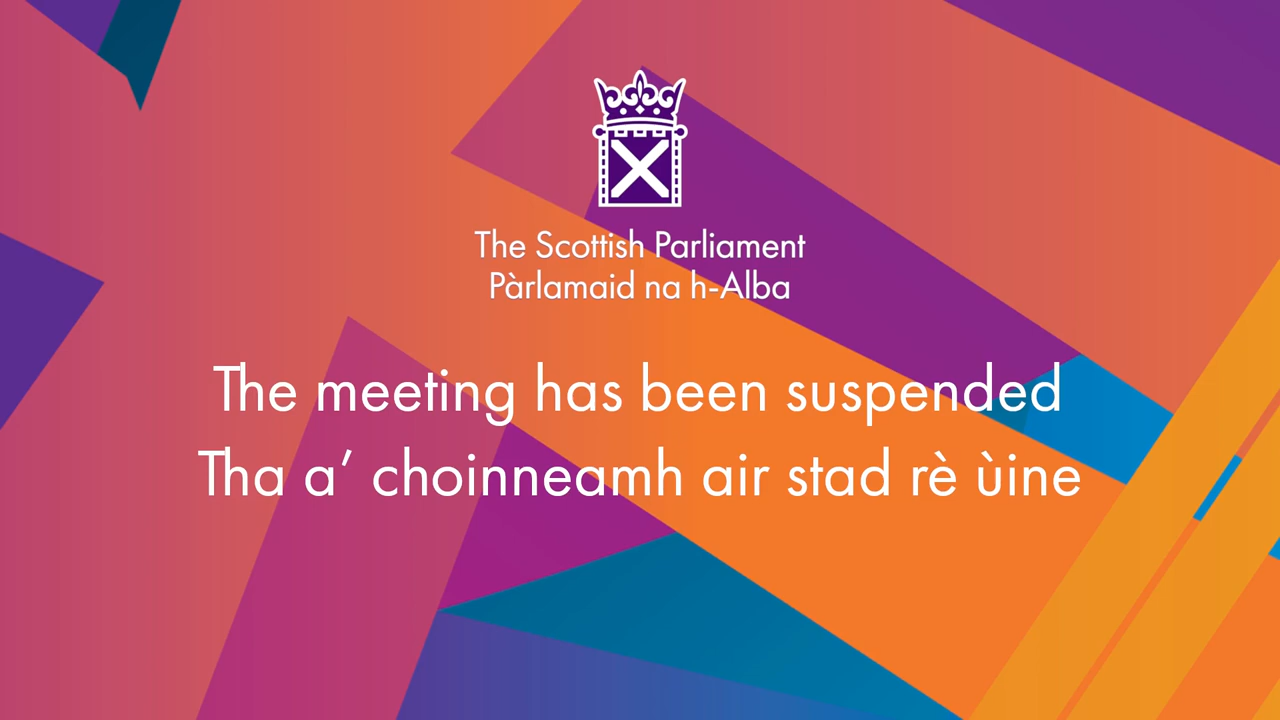 The Scottish Parliament
Pàrlamaid na h-Alba
The meeting has been suspended
Tha a’ choinneamh air stad rè ùine